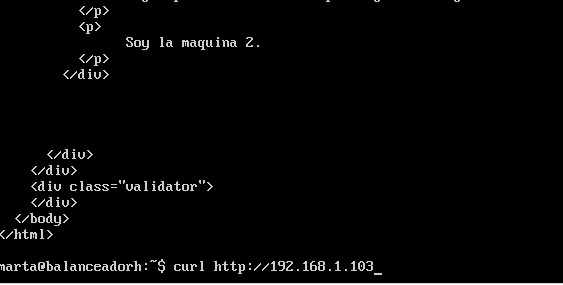 </p>
<p>
Soy la maquina 2.
</p>
</div>
</div>
</div>
<div class="validator">
</div>
</body>
</html>
marta@balanceadorh:~$ curl http://192.168.1.103_